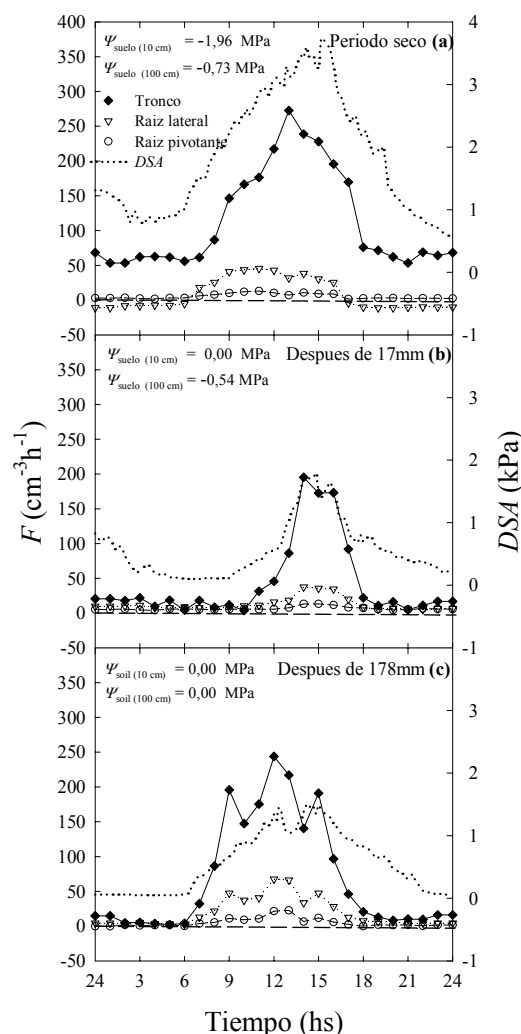 400
350
300
250
200
150
100
50
0
-50
4
3
2
1
0
-1
Ψsuelo (10 cm) = -1,96 MPa
Periodo seco (a)
Ψsuelo (100 cm) = -0,73 MPa
Tronco
Raiz lateral
Raiz pivotante
DSA
350
300
250
200
150
100
50
0
-50
3
2
1
0
-1
Ψsuelo (10 cm) = 0,00 MPa
Despues de 17mm (b)
Ψsuelo (100 cm) = -0,54 MPa
F (cm-3h-1)
DSA (kPa)
350
300
250
200
150
100
50
0
-50
3
2
1
0
-1
Ψsoil (10 cm) = 0,00 MPa
Despues de 178mm (c)
Ψsoil (100 cm) = 0,00 MPa
24 3 6 9 12 15 18 21 24
Tiempo (hs)